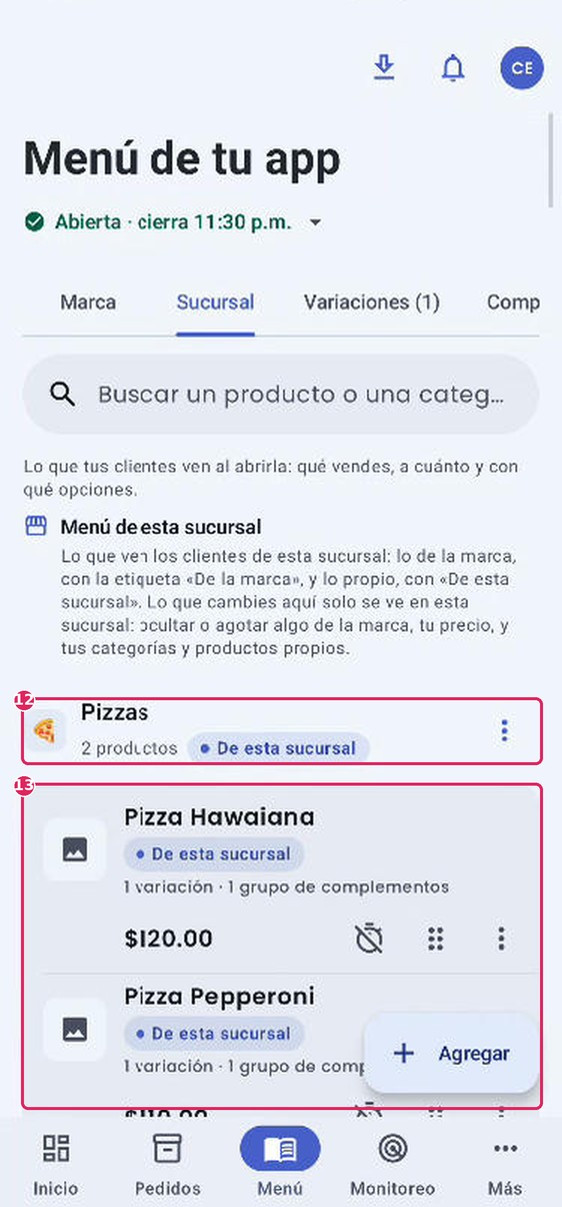 CE
Menú de tu app
Abierta · cierra 11:30 p.m.
Marca Sucursal Variaciones (1) Comp
Buscar un producto o una categ...
Lo que tus clientes ven al abrirla: qué vendes, a cuánto y con
qué opciones.
Menú de esta sucursal
Lo que ven los clientes de esta sucursal: lo de la marca,
con la etiqueta «De la marca», y lo propio, con «De esta
sucursal». Lo que cambies aquí solo se ve en esta
sucursal: ocultar o agotar algo de la marca, tu precio, y
tus categorías y productos propios.
12
Pizzas
2 productos • De esta sucursal
13
Pizza Hawaiana
• De esta sucursal
1 variación · 1 grupo de complementos
$120.00
Pizza Pepperoni
• De esta sucursal
1 variación · 1 grupo de comp
+ Agregar
$110.00
Inicio Pedidos Menú Monitoreo Más